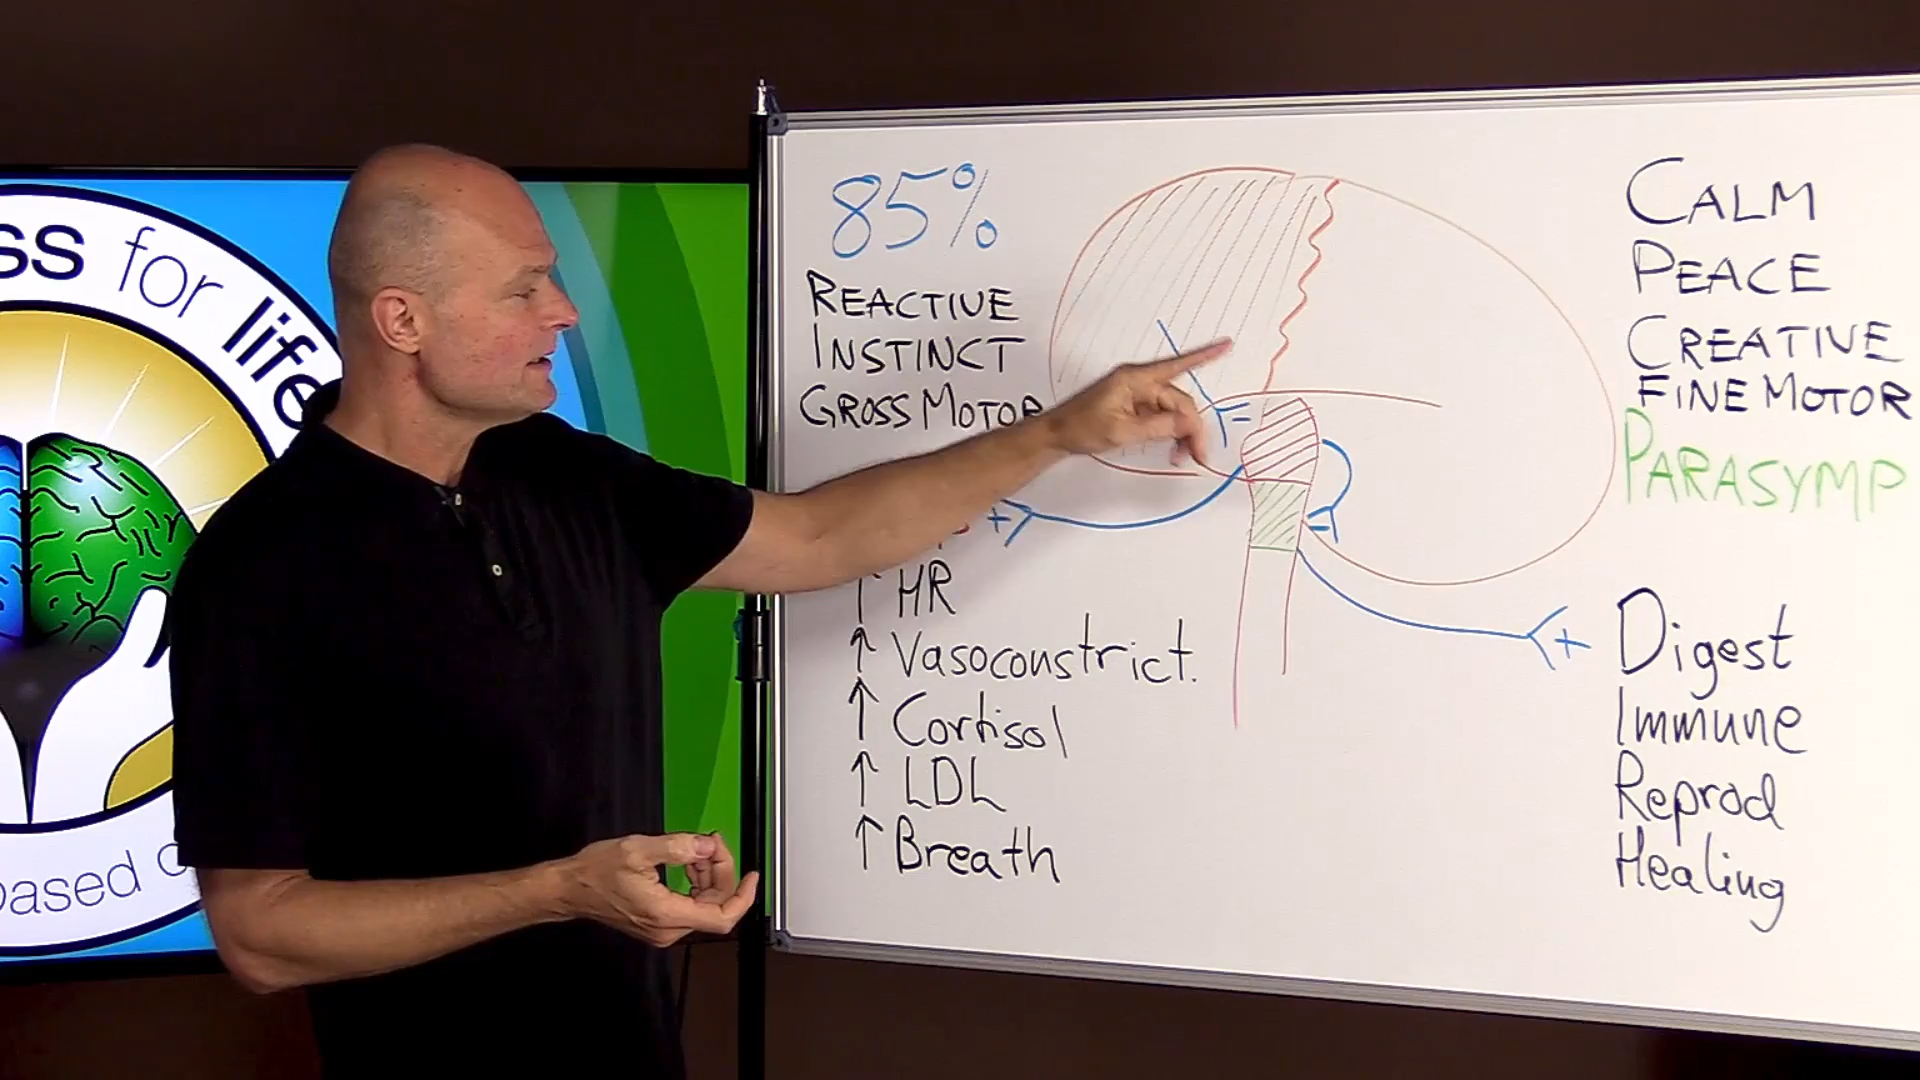 ss for life
based
85%
REACTIVE
INSTINCT
GROSS MOTOR
+
=
=
↑ HR
↑ Vasoconstrict.
↑ Cortisol
↑ LDL
↑ Breath
CALM
PEACE
CREATIVE
FINE MOTOR
PARASYMP
+
Digest
Immune
Reprod
Healing